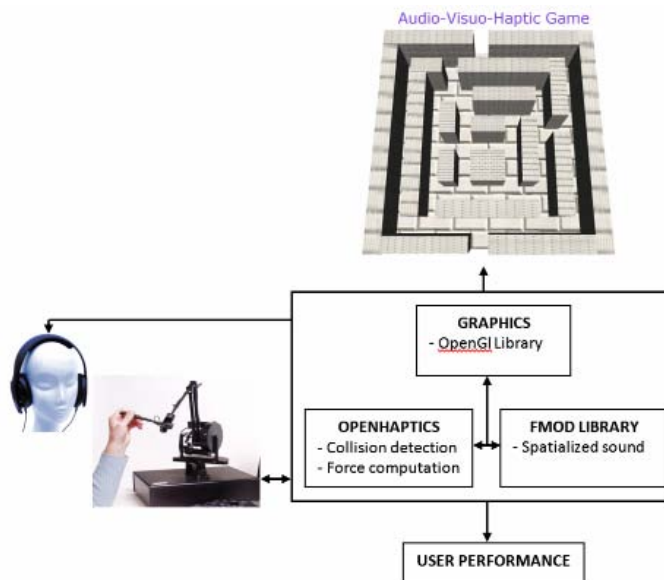 Audio-Visuo-Haptic Game
GRAPHICS
- OpenGl Library
OPENHAPTICS
- Collision detection
- Force computation
FMOD LIBRARY
- Spatialized sound
USER PERFORMANCE